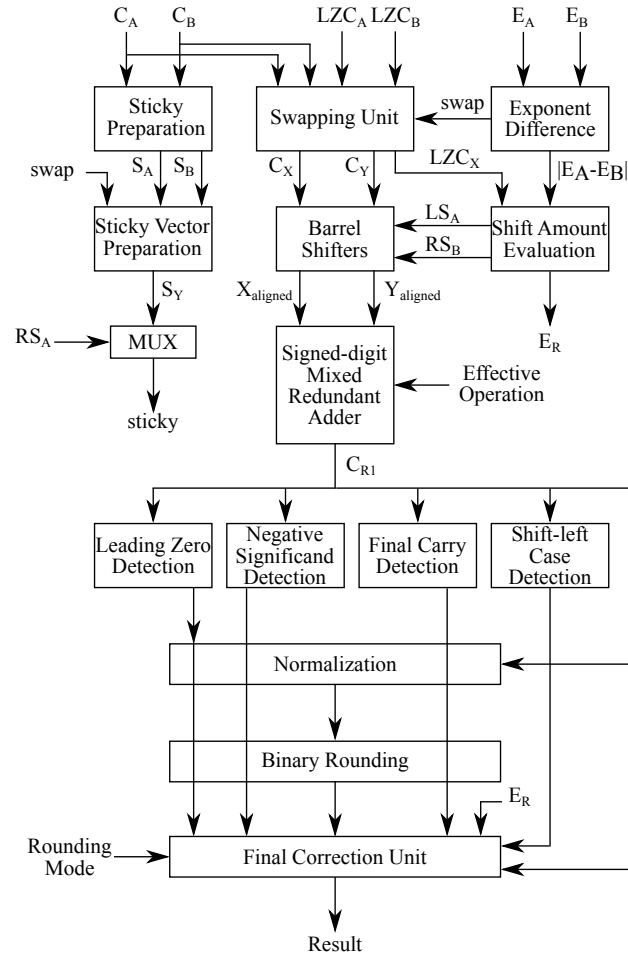 C_A C_B LZC_A LZC_B E_A E_B
Sticky
Preparation
Swapping Unit
swap
Exponent
Difference
S_A S_B
swap
C_X C_Y
LZC_X
|E_A-E_B|
Sticky Vector
Preparation
Barrel
Shifters
LS_A
RS_B
Shift Amount
Evaluation
S_Y
X_aligned Y_aligned
RS_A
MUX
E_R
sticky
Signed-digit
Mixed
Redundant
Adder
Effective
Operation
C_R1
Leading Zero
Detection
Negative
Significand
Detection
Final Carry
Detection
Shift-left
Case
Detection
Normalization
Binary Rounding
E_R
Rounding
Mode
Final Correction Unit
Result